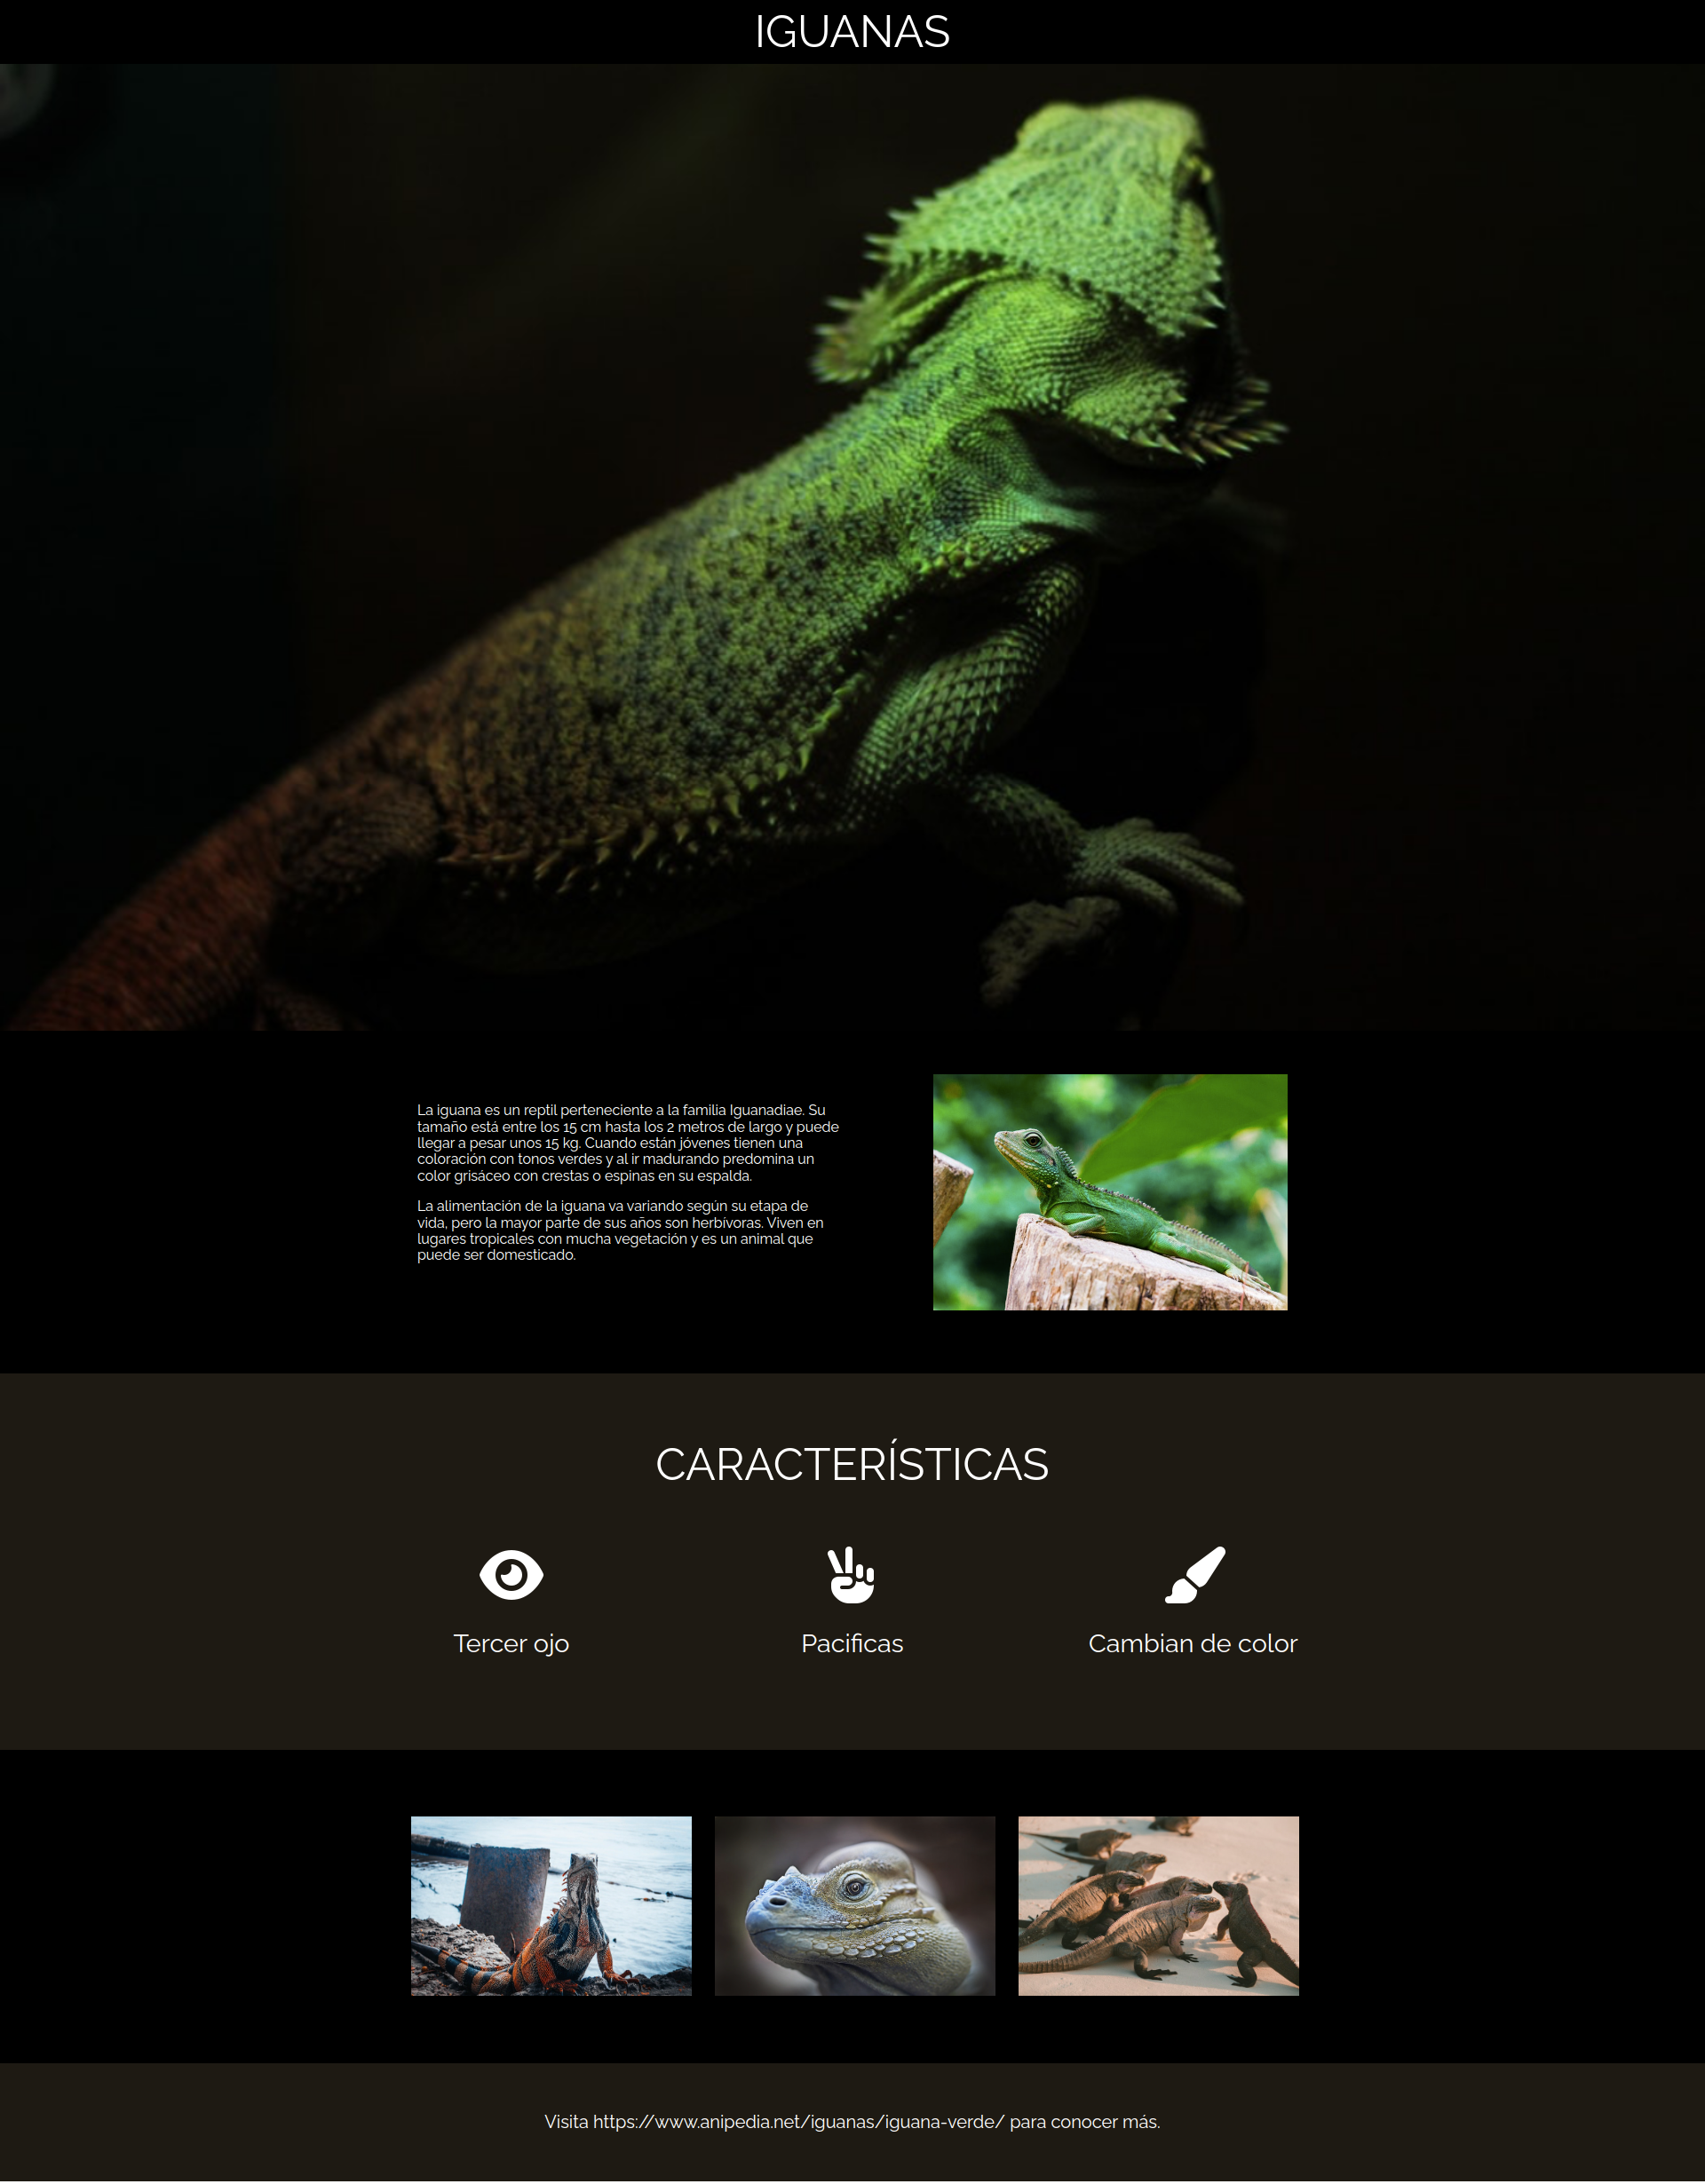 IGUANAS
La iguana es un reptil perteneciente a la familia Iguanadiae. Su
tamaño está entre los 15 cm hasta los 2 metros de largo y puede
llegar a pesar unos 15 kg. Cuando están jóvenes tienen una
coloración con tonos verdes y al ir madurando predomina un
color grisáceo con crestas o espinas en su espalda.
La alimentación de la iguana va variando según su etapa de
vida, pero la mayor parte de sus años son herbívoras. Viven en
lugares tropicales con mucha vegetación y es un animal que
puede ser domesticado.
CARACTERÍSTICAS
Tercer ojo
Pacificas
Cambian de color
Visita https://www.anipedia.net/iguanas/iguana-verde/ para conocer más.